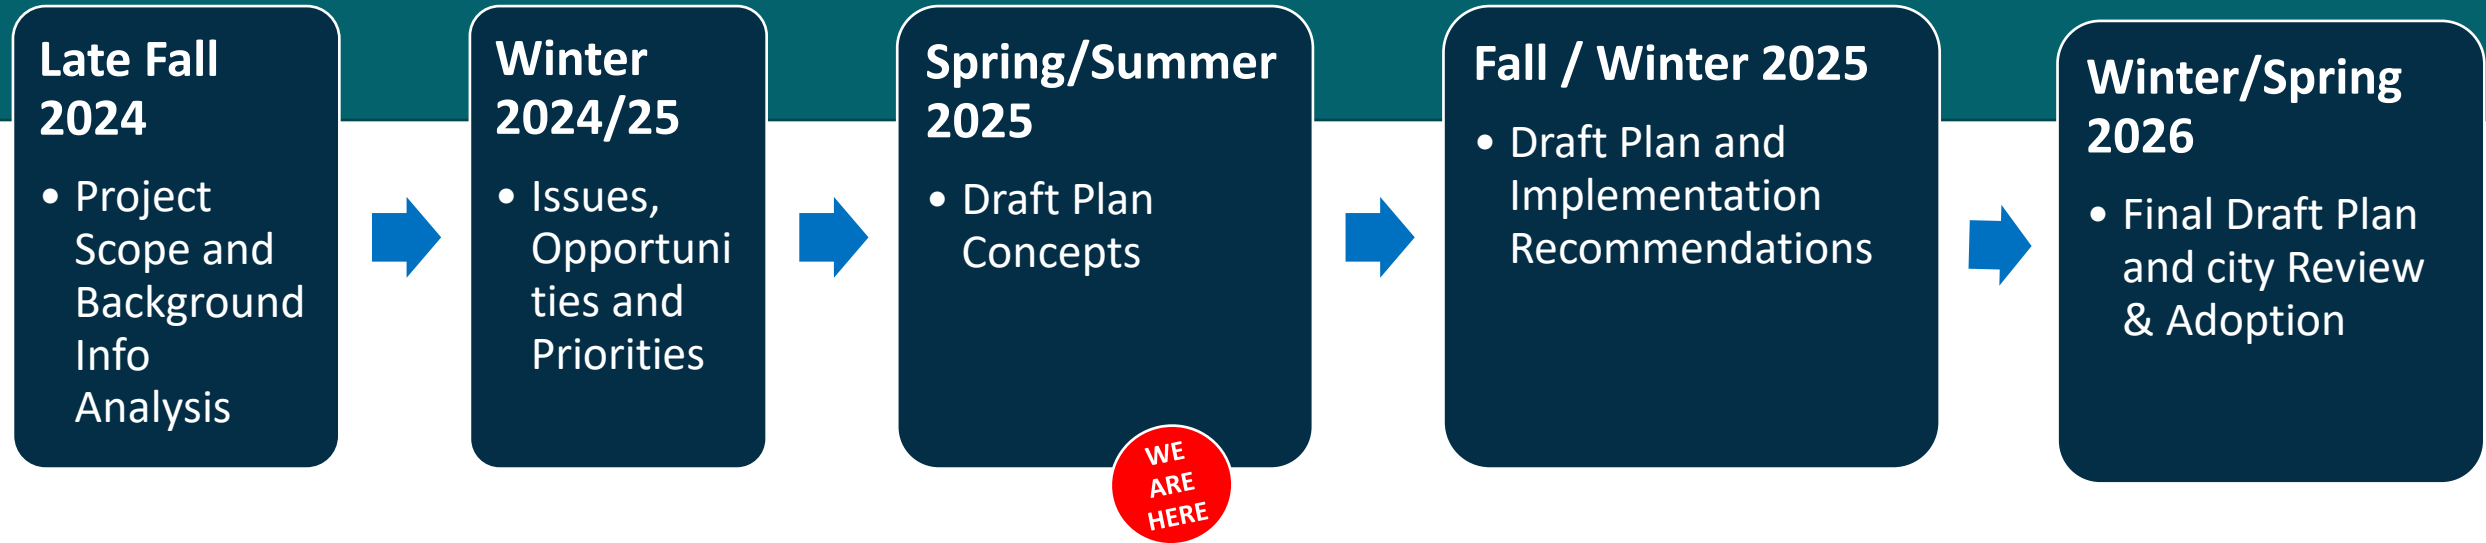 Late Fall
2024
• Project
Scope and
Background
Info
Analysis
Winter
2024/25
• Issues,
Opportuni
ties and
Priorities
Spring/Summer
2025
• Draft Plan
Concepts
WE
ARE
HERE
Fall / Winter 2025
• Draft Plan and
Implementation
Recommendations
Winter/Spring
2026
• Final Draft Plan
and city Review
& Adoption